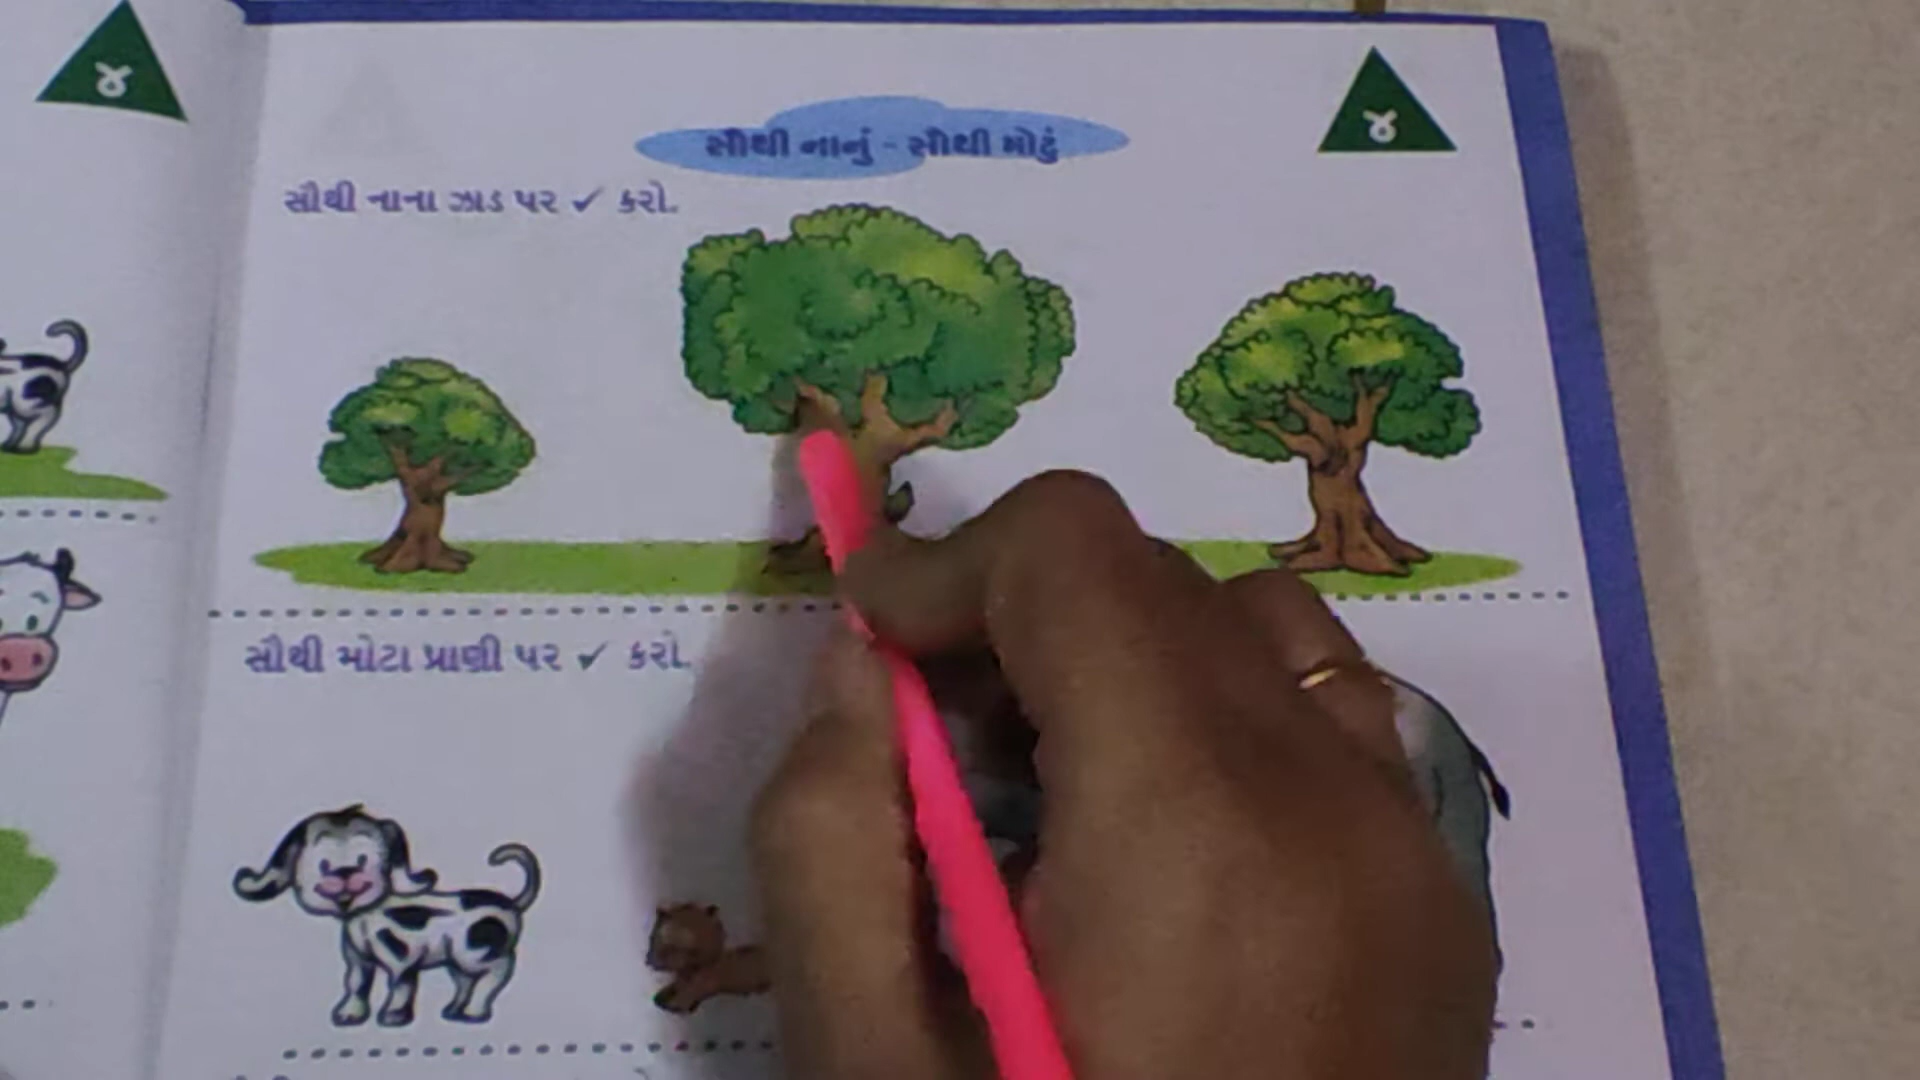 ૪
૪
સૌથી નાનું - સૌથી મોટું
સૌથી નાના ઝાડ પર ✓ કરો.
સૌથી મોટા પ્રાણી પર ✓ કરો.